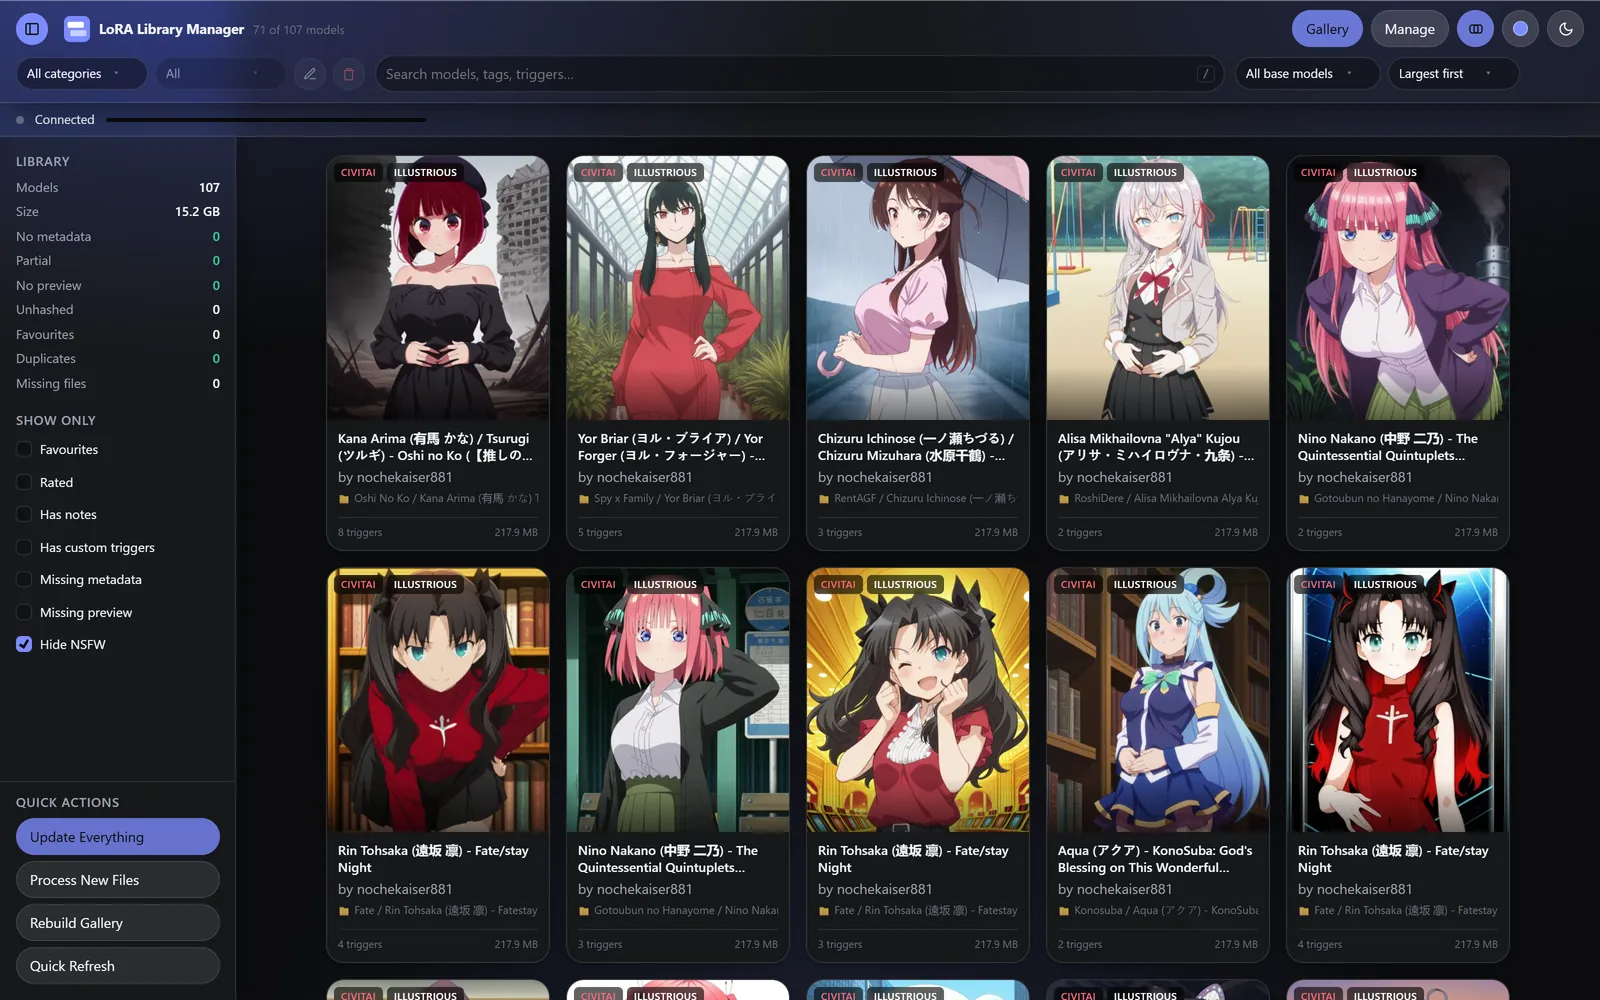 LoRA Library Manager 71 of 107 models
Gallery
Manage
All categories
All
Search models, tags, triggers...
/
All base models
Largest first
Connected
LIBRARY
Models 107
Size 15.2 GB
No metadata 0
Partial 0
No preview 0
Unhashed 0
Favourites 0
Duplicates 0
Missing files 0
SHOW ONLY
Favourites
Rated
Has notes
Has custom triggers
Missing metadata
Missing preview
Hide NSFW
QUICK ACTIONS
Update Everything
Process New Files
Rebuild Gallery
Quick Refresh
CIVITAI ILLUSTRIOUS
Kana Arima (有馬 かな) / Tsurugi
(ツルギ) - Oshi no Ko (【推しの...
by nochekaiser881
Oshi No Ko / Kana Arima (有馬 かな) T
8 triggers 217.9 MB
CIVITAI ILLUSTRIOUS
Yor Briar (ヨル・ブライア) / Yor
Forger (ヨル・フォージャー) -...
by nochekaiser881
Spy x Family / Yor Briar (ヨル・ブライ
5 triggers 217.9 MB
CIVITAI ILLUSTRIOUS
Chizuru Ichinose (一ノ瀬ちづる) /
Chizuru Mizuhara (水原千鶴) -...
by nochekaiser881
RentAGF / Chizuru Ichinose (一ノ瀬ち
3 triggers 217.9 MB
CIVITAI ILLUSTRIOUS
Alisa Mikhailovna "Alya" Kujou
(アリサ・ミハイロヴナ・九条) -...
by nochekaiser881
RoshiDere / Alisa Mikhailovna Alya Ku
2 triggers 217.9 MB
CIVITAI ILLUSTRIOUS
Nino Nakano (中野 二乃) - The
Quintessential Quintuplets...
by nochekaiser881
Gotoubun no Hanayome / Nino Naka
2 triggers 217.9 MB
CIVITAI ILLUSTRIOUS
Rin Tohsaka (遠坂 凛) - Fate/stay
Night
by nochekaiser881
Fate / Rin Tohsaka (遠坂 凛) - Fatestay
4 triggers 217.9 MB
CIVITAI ILLUSTRIOUS
Nino Nakano (中野 二乃) - The
Quintessential Quintuplets...
by nochekaiser881
Gotoubun no Hanayome / Nino Naka
3 triggers 217.9 MB
CIVITAI ILLUSTRIOUS
Rin Tohsaka (遠坂 凛) - Fate/stay
Night
by nochekaiser881
Fate / Rin Tohsaka (遠坂 凛) - Fatestay
3 triggers 217.9 MB
CIVITAI ILLUSTRIOUS
Aqua (アクア) - KonoSuba: God's
Blessing on This Wonderful...
by nochekaiser881
Konosuba / Aqua (アクア) - KonoSuba
2 triggers 217.9 MB
CIVITAI ILLUSTRIOUS
Rin Tohsaka (遠坂 凛) - Fate/stay
Night
by nochekaiser881
Fate / Rin Tohsaka (遠坂 凛) - Fatestay
4 triggers 217.9 MB
CIVITAI ILLUSTRIOUS
CIVITAI ILLUSTRIOUS
CIVITAI ILLUSTRIOUS
CIVITAI ILLUSTRIOUS
CIVITAI ILLUSTRIOUS